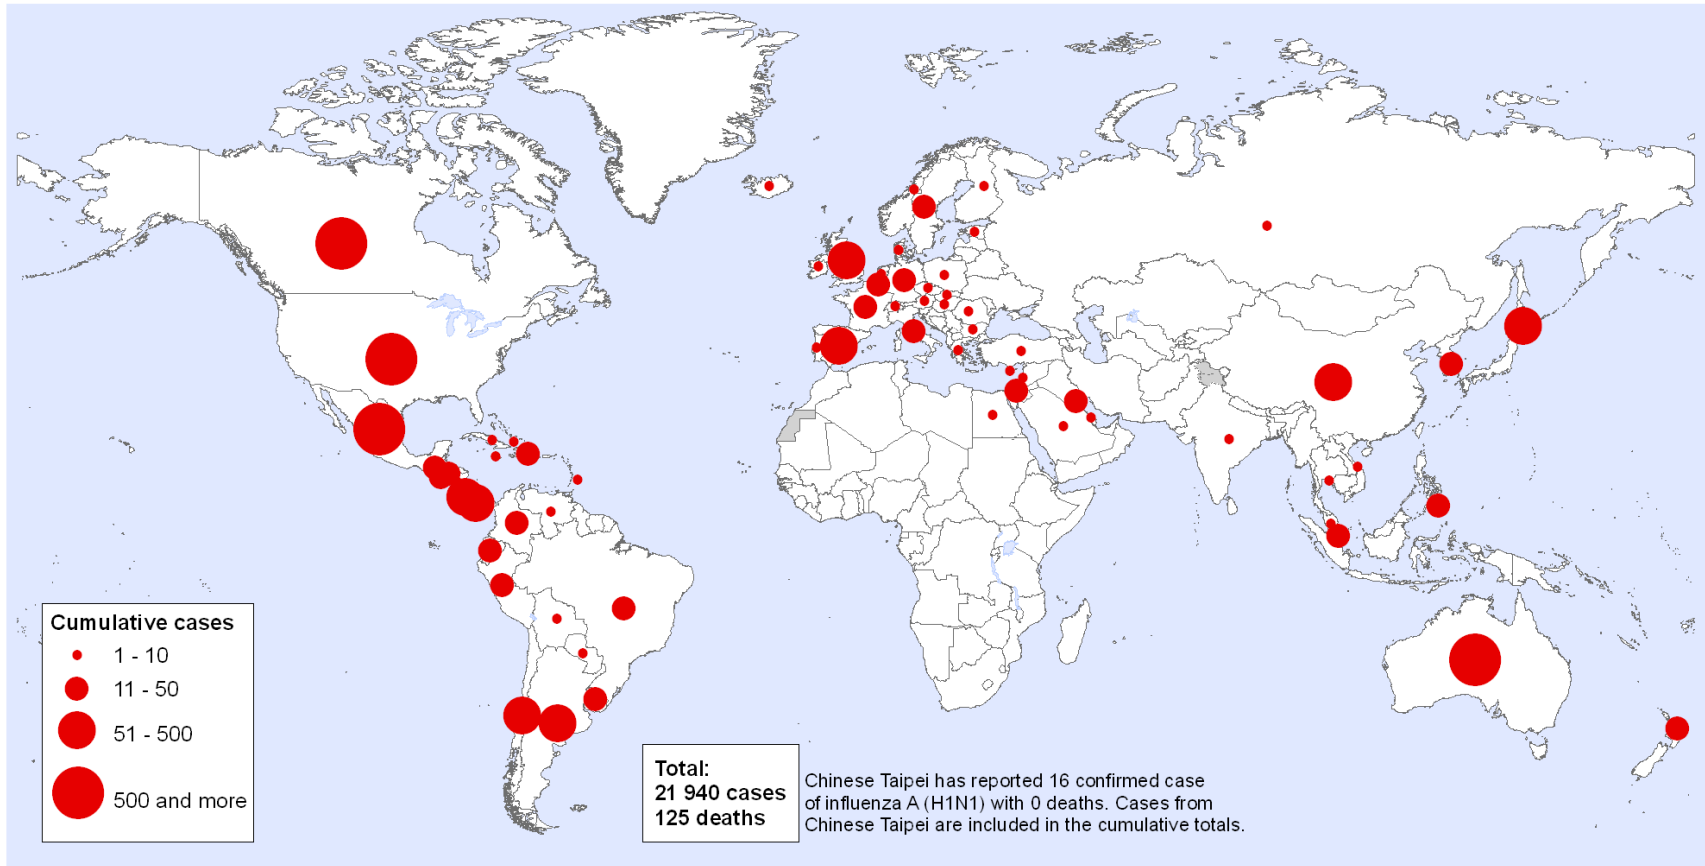 Cumulative cases
1 - 10
11 - 50
51 - 500
500 and more
Total:
21 940 cases
125 deaths
Chinese Taipei has reported 16 confirmed case
of influenza A (H1N1) with 0 deaths. Cases from
Chinese Taipei are included in the cumulative totals.